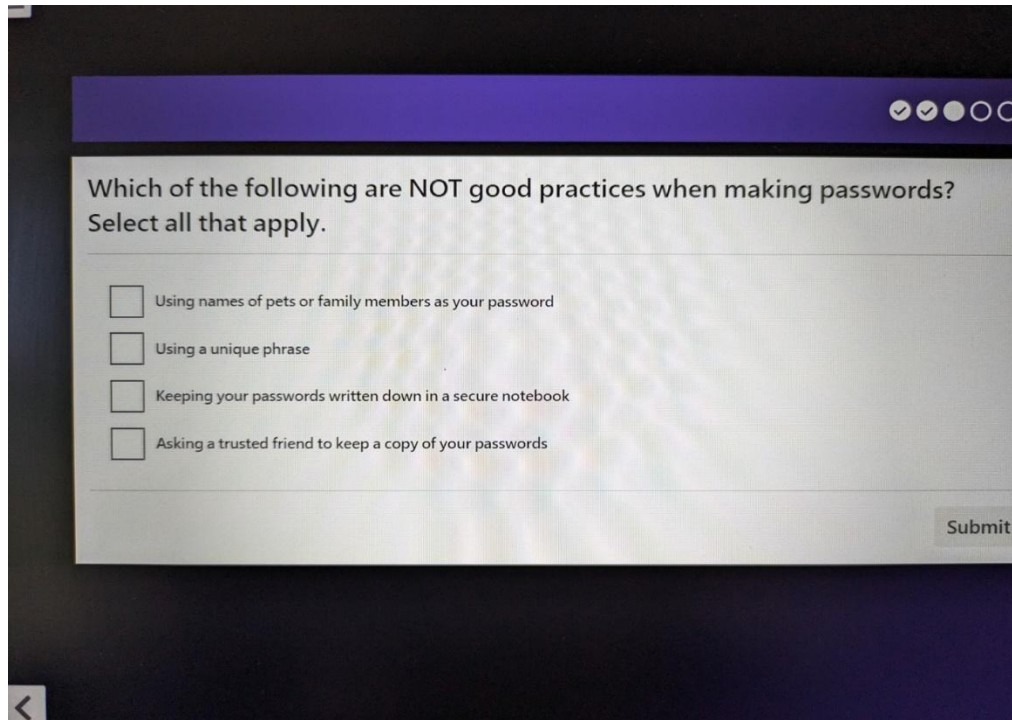 Which of the following are NOT good practices when making passwords?
Select all that apply.
Using names of pets or family members as your password
Using a unique phrase
Keeping your passwords written down in a secure notebook
Asking a trusted friend to keep a copy of your passwords
Submit